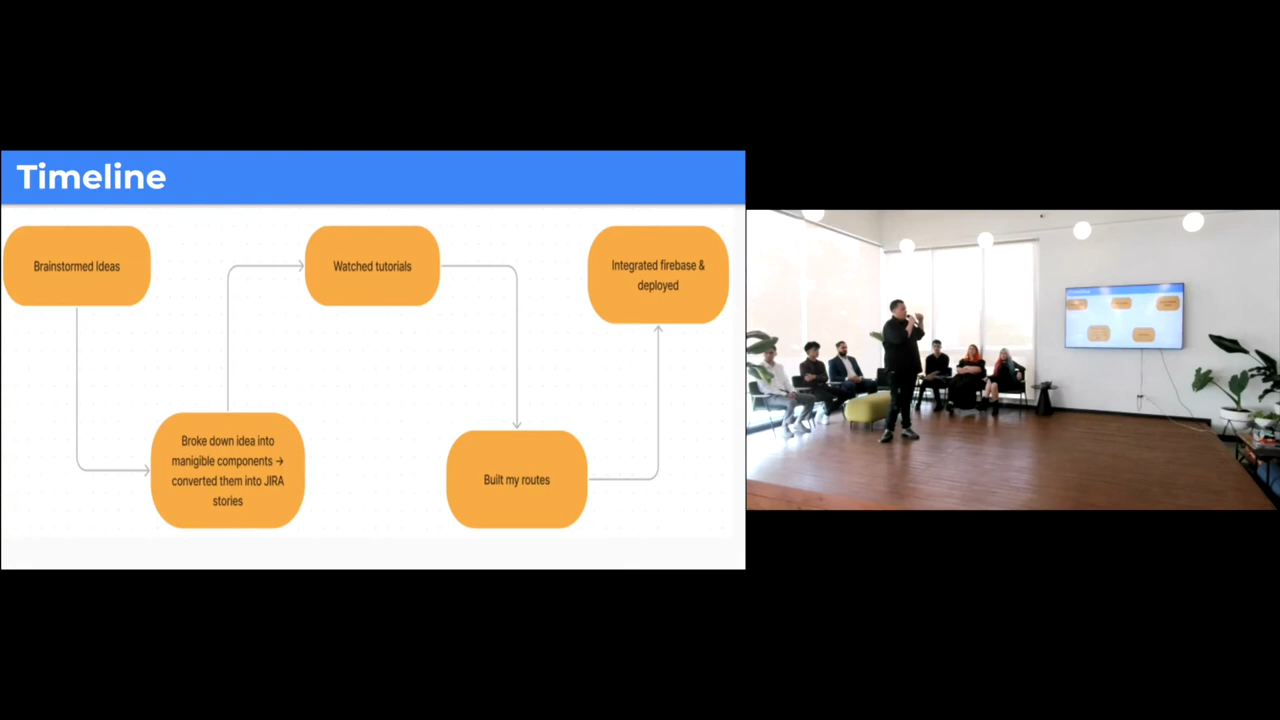 Timeline
Brainstormed Ideas
Broke down idea into
manigible components →
converted them into JIRA
stories
Watched tutorials
Built my routes
Integrated firebase &
deployed